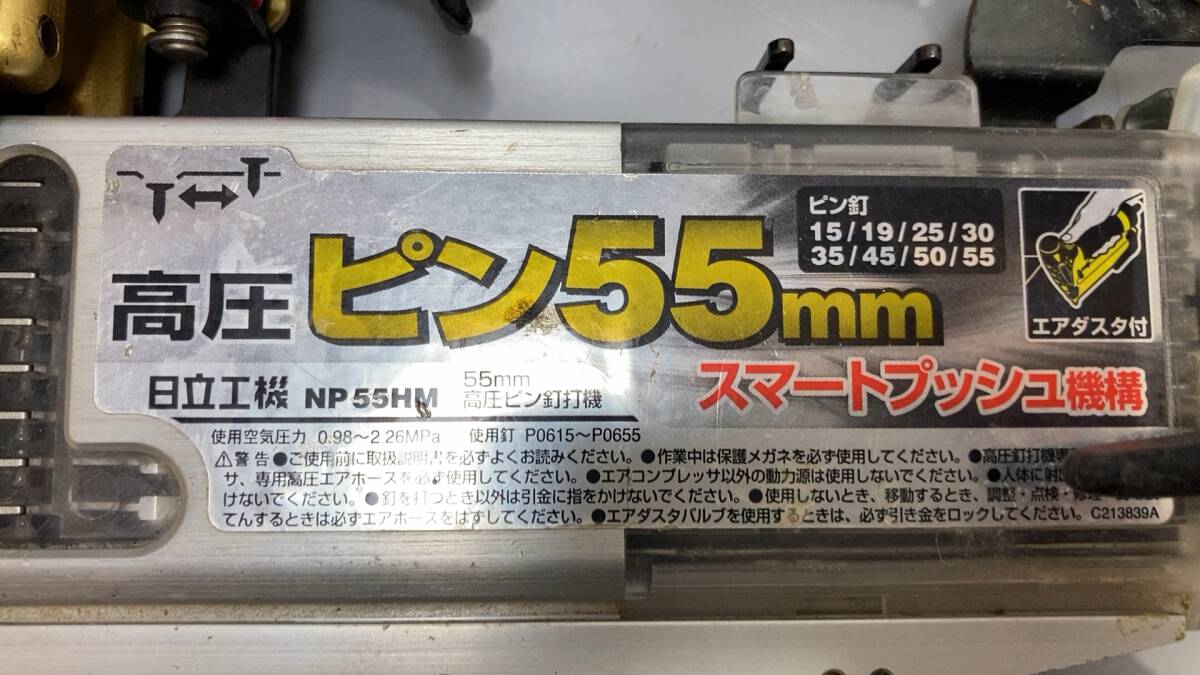 高圧 ピン55mm
ピン釘
15/19/25/30
35/45/50/55
エアダスタ付
日立工機 NP55HM 55mm
高圧ピン釘打機
スマートプッシュ機構
使用空気圧力 0.98～2.26MPa 使用釘 P0615～P0655
⚠警告 ●ご使用前に取扱説明書を必ずよくお読みください。●作業中は保護メガネを必ず使用してください。●高圧釘打機専
サ、専用高圧エアホースを必ず使用してください。●エアコンプレッサ以外の動力源は使用しないでください。●人体に射
けないでください。●釘を打つとき以外は引金に指をかけないでください。●使用しないとき、移動するとき、調整・点検・修理
てんするときは必ずエアホースをはずしてください。●エアダスタバルブを使用するときは、必ず引き金をロックしてください。C213839A